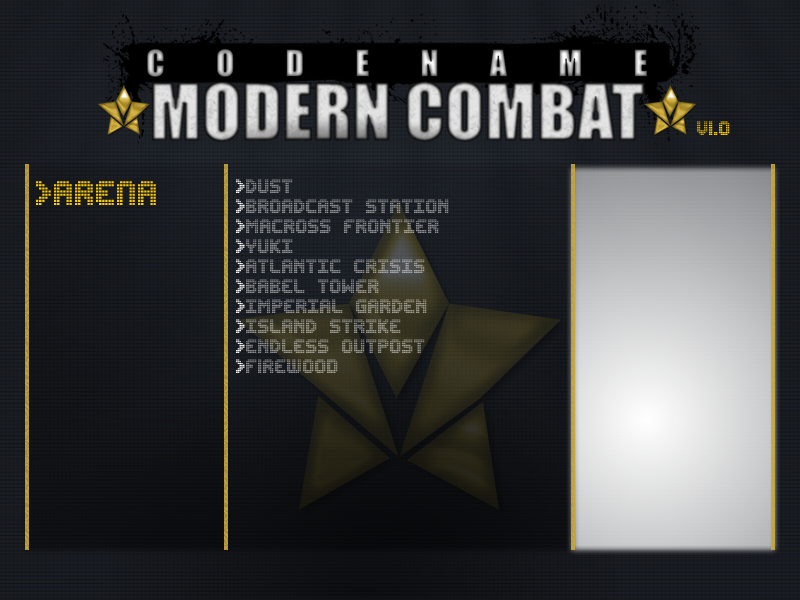 CODENAME
MODERN COMBAT
V1.0
>ARENA
>DUST
>BROADCAST STATION
>MACROSS FRONTIER
>YUKI
>ATLANTIC CRISIS
>BABEL TOWER
>IMPERIAL GARDEN
>ISLAND STRIKE
>ENDLESS OUTPOST
>FIREWOOD